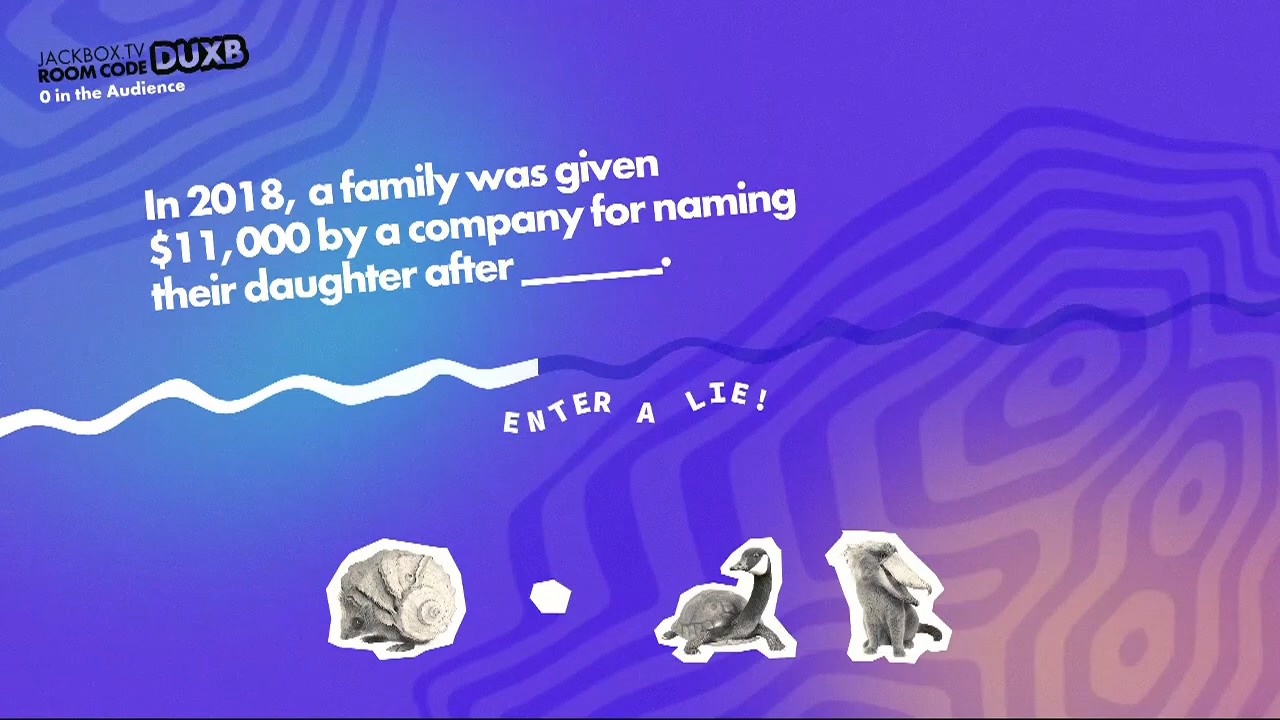 JACKBOX.TV
ROOM CODE DUXB
0 in the Audience
In 2018, a family was given
$11,000 by a company for naming
their daughter after _______.
ENTER A LIE!